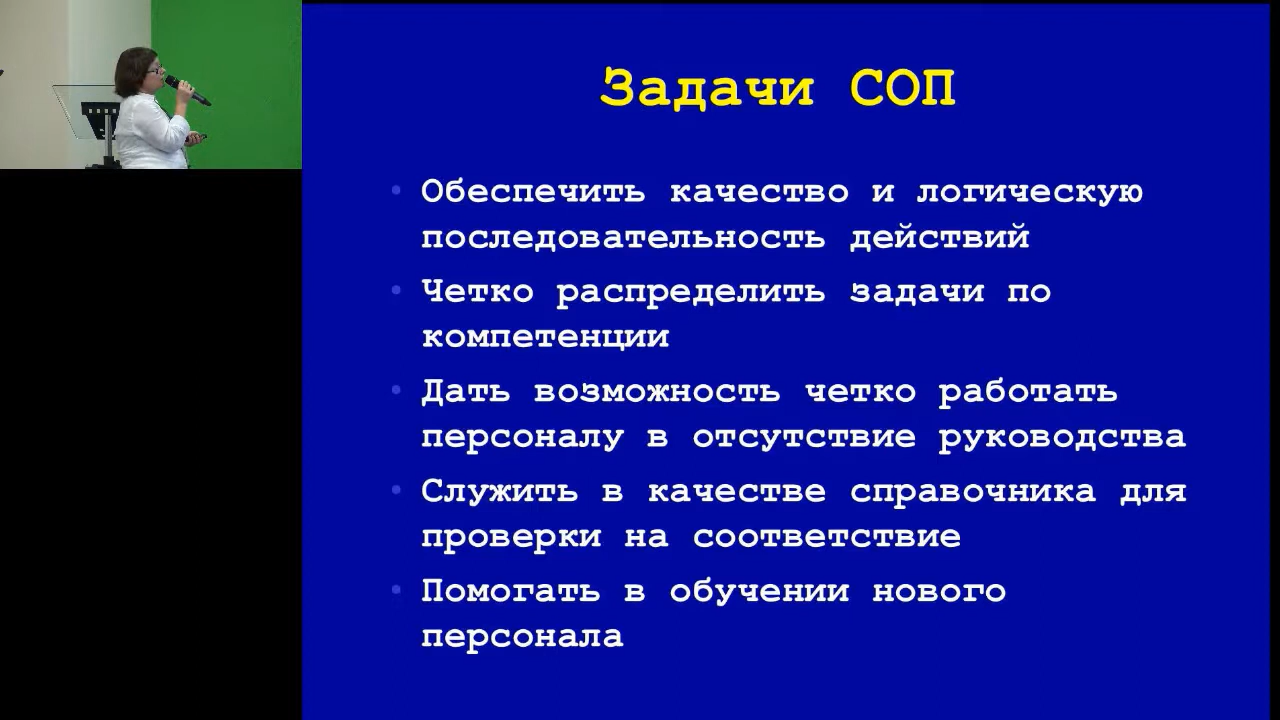 Задачи СОП
Обеспечить качество и логическую
последовательность действий
Четко распределить задачи по
компетенции
Дать возможность четко работать
персоналу в отсутствие руководства
Служить в качестве справочника для
проверки на соответствие
Помогать в обучении нового
персонала